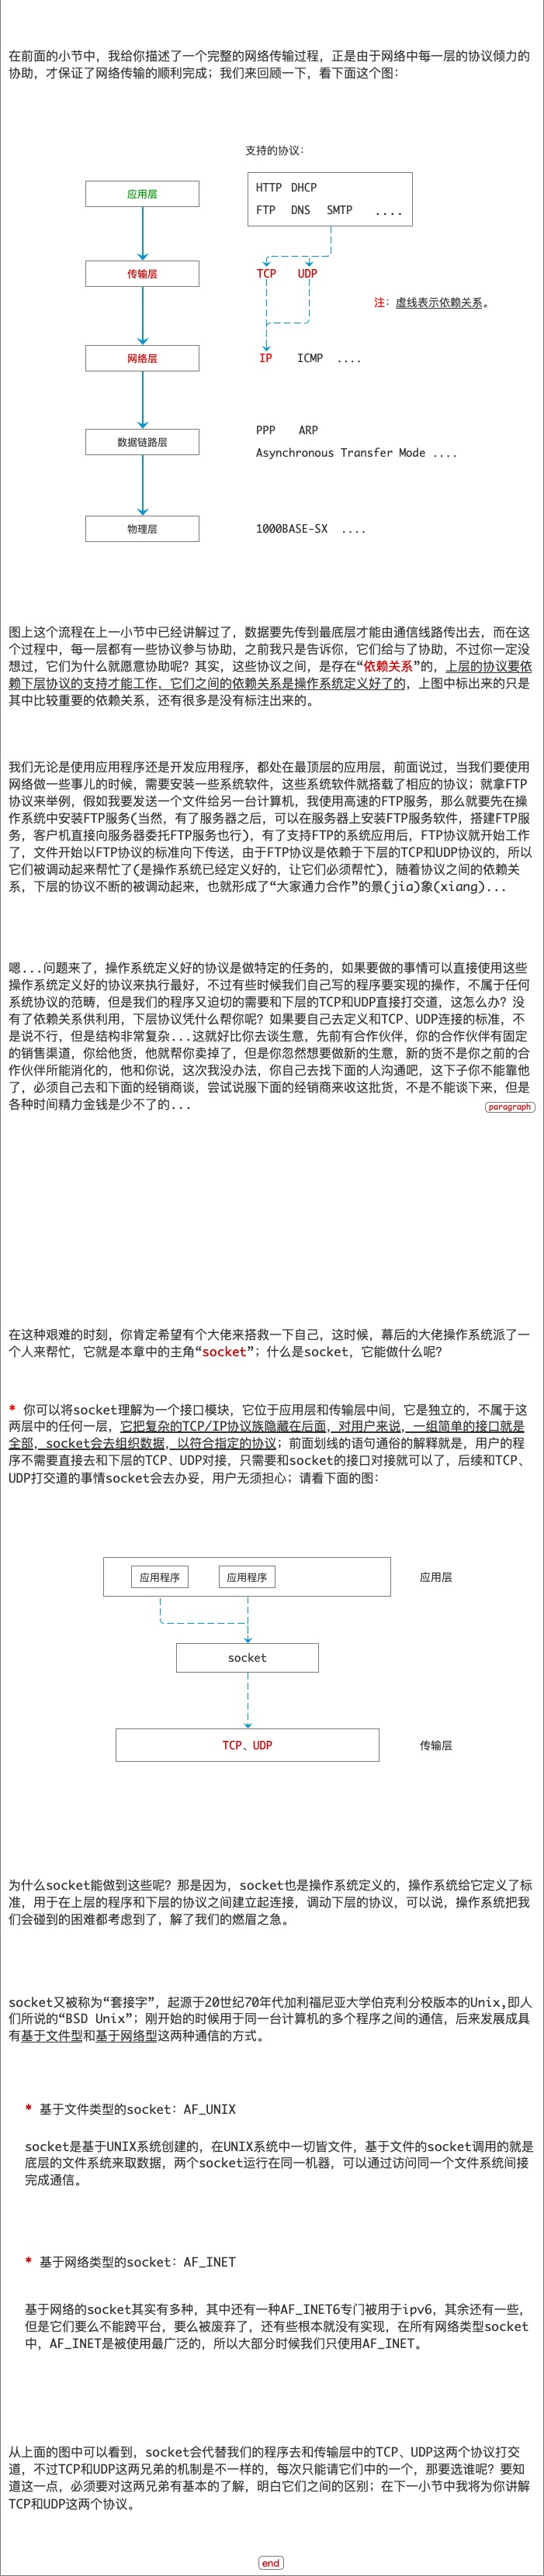 在前面的小节中，我给你描述了一个完整的网络传输过程，正是由于网络中每一层的协议倾力的
协助，才保证了网络传输的顺利完成；我们来回顾一下，看下面这个图：
支持的协议：
应用层
HTTP DHCP
FTP DNS SMTP ....
传输层
TCP UDP
注：虚线表示依赖关系。
网络层
IP ICMP ....
数据链路层
PPP ARP
Asynchronous Transfer Mode ....
物理层
1000BASE-SX ....
图上这个流程在上一小节中已经讲解过了，数据要先传到最底层才能由通信线路传出去，而在这
个过程中，每一层都有一些协议参与协助，之前我只是告诉你，它们给与了协助，不过你一定没
想过，它们为什么就愿意协助呢？其实，这些协议之间，是存在“依赖关系”的，上层的协议要依
赖下层协议的支持才能工作，它们之间的依赖关系是操作系统定义好了的，上图中标出来的只是
其中比较重要的依赖关系，还有很多是没有标注出来的。
我们无论是使用应用程序还是开发应用程序，都处在最顶层的应用层，前面说过，当我们要使用
网络做一些事儿的时候，需要安装一些系统软件，这些系统软件就搭载了相应的协议；就拿FTP
协议来举例，假如我要发送一个文件给另一台计算机，我使用高速的FTP服务，那么就要先在操
作系统中安装FTP服务(当然，有了服务器之后，可以在服务器上安装FTP服务软件，搭建FTP服
务，客户机直接向服务器委托FTP服务也行)，有了支持FTP的系统应用后，FTP协议就开始工作
了，文件开始以FTP协议的标准向下传送，由于FTP协议是依赖于下层的TCP和UDP协议的，所以
它们被调动起来帮忙了(是操作系统已经定义好的，让它们必须帮忙)，随着协议之间的依赖关
系，下层的协议不断的被调动起来，也就形成了“大家通力合作”的景(jia)象(xiang)...
嗯...问题来了，操作系统定义好的协议是做特定的任务的，如果要做的事情可以直接使用这些
操作系统定义好的协议来执行最好，不过有些时候我们自己写的程序要实现的操作，不属于任何
系统协议的范畴，但是我们的程序又迫切的需要和下层的TCP和UDP直接打交道，这怎么办？没
有了依赖关系供利用，下层协议凭什么帮你呢？如果要自己去定义和TCP、UDP连接的标准，不
是说不行，但是结构非常复杂...这就好比你去谈生意，先前有合作伙伴，你的合作伙伴有固定
的销售渠道，你给他货，他就帮你卖掉了，但是你忽然想要做新的生意，新的货不是你之前的合
作伙伴所能消化的，他和你说，这次我没办法，你自己去找下面的人沟通吧，这下子你不能靠他
了，必须自己去和下面的经销商谈，尝试说服下面的经销商来收这批货，不是不能谈下来，但是
各种时间精力金钱是少不了的...
paragraph
在这种艰难的时刻，你肯定希望有个大佬来搭救一下自己，这时候，幕后的大佬操作系统派了一
个人来帮忙，它就是本章中的主角“socket”；什么是socket，它能做什么呢？
* 你可以将socket理解为一个接口模块，它位于应用层和传输层中间，它是独立的，不属于这
两层中的任何一层，它把复杂的TCP/IP协议族隐藏在后面，对用户来说，一组简单的接口就是
全部，socket会去组织数据，以符合指定的协议；前面划线的语句通俗的解释就是，用户的程
序不需要直接去和下层的TCP、UDP对接，只需要和socket的接口对接就可以了，后续和TCP、
UDP打交道的事情socket会去办妥，用户无须担心；请看下面的图：
应用程序 应用程序 应用层
socket
TCP、UDP 传输层
为什么socket能做到这些呢？那是因为，socket也是操作系统定义的，操作系统给它定义了标
准，用于在上层的程序和下层的协议之间建立起连接，调动下层的协议，可以说，操作系统把我
们会碰到的困难都考虑到了，解了我们的燃眉之急。
socket又被称为“套接字”，起源于20世纪70年代加利福尼亚大学伯克利分校版本的Unix,即人
们所说的“BSD Unix”；刚开始的时候用于同一台计算机的多个程序之间的通信，后来发展成具
有基于文件型和基于网络型这两种通信的方式。
* 基于文件类型的socket：AF_UNIX
socket是基于UNIX系统创建的，在UNIX系统中一切皆文件，基于文件的socket调用的就是
底层的文件系统来取数据，两个socket运行在同一机器，可以通过访问同一个文件系统间接
完成通信。
* 基于网络类型的socket：AF_INET
基于网络的socket其实有多种，其中还有一种AF_INET6专门被用于ipv6，其余还有一些，
但是它们要么不能跨平台，要么被废弃了，还有些根本就没有实现，在所有网络类型socket
中，AF_INET是被使用最广泛的，所以大部分时候我们只使用AF_INET。
从上面的图中可以看到，socket会代替我们的程序去和传输层中的TCP、UDP这两个协议打交
道，不过TCP和UDP这两兄弟的机制是不一样的，每次只能请它们中的一个，那要选谁呢？要知
道这一点，必须要对这两兄弟有基本的了解，明白它们之间的区别；在下一小节中我将为你讲解
TCP和UDP这两个协议。
end